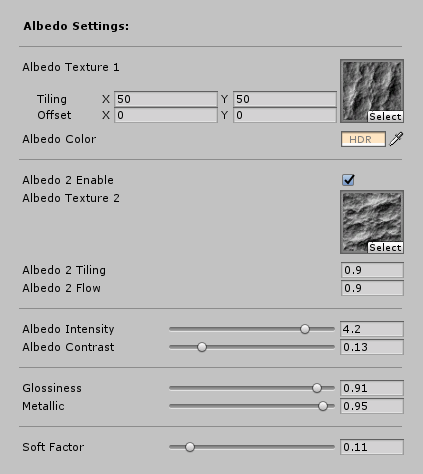 Albedo Settings:
Albedo Texture 1
Tiling X 50 Y 50
Offset X 0 Y 0
Select
Albedo Color HDR
Albedo 2 Enable
Albedo Texture 2
Select
Albedo 2 Tiling 0.9
Albedo 2 Flow 0.9
Albedo Intensity 4.2
Albedo Contrast 0.13
Glossiness 0.91
Metallic 0.95
Soft Factor 0.11